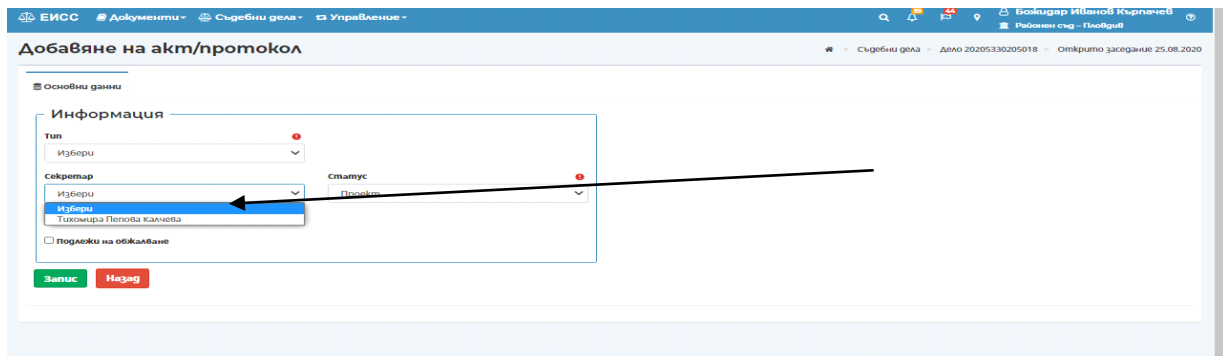 ЕИСС Документи Съдебни дела Управление 44 Божидар Иванов Кърпачев
Районен съд – Пловдив
Добавяне на акт/протокол Съдебни дела Дело 20205330205018 Открито заседание 25.08.2020
Основни данни
Информация
Тип
Избери
Секретар Статус
Избери Проект
Избери
Тихомира Пепова Калчева
Подлежи на обжалване
Запис Назад